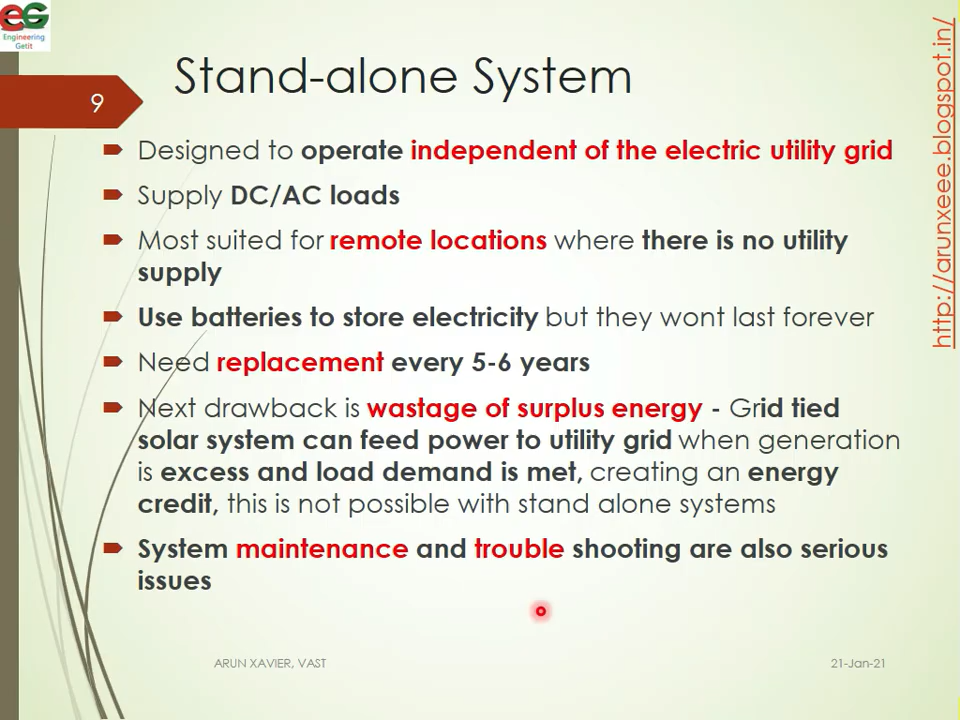 EG
Engineering
Getit
Stand-alone System
9
Designed to operate independent of the electric utility grid
Supply DC/AC loads
Most suited for remote locations where there is no utility
supply
Use batteries to store electricity but they wont last forever
Need replacement every 5-6 years
Next drawback is wastage of surplus energy - Grid tied
solar system can feed power to utility grid when generation
is excess and load demand is met, creating an energy
credit, this is not possible with stand alone systems
System maintenance and trouble shooting are also serious
issues
ARUN XAVIER, VAST
21-Jan-21
http://arunxeee.blogspot.in/